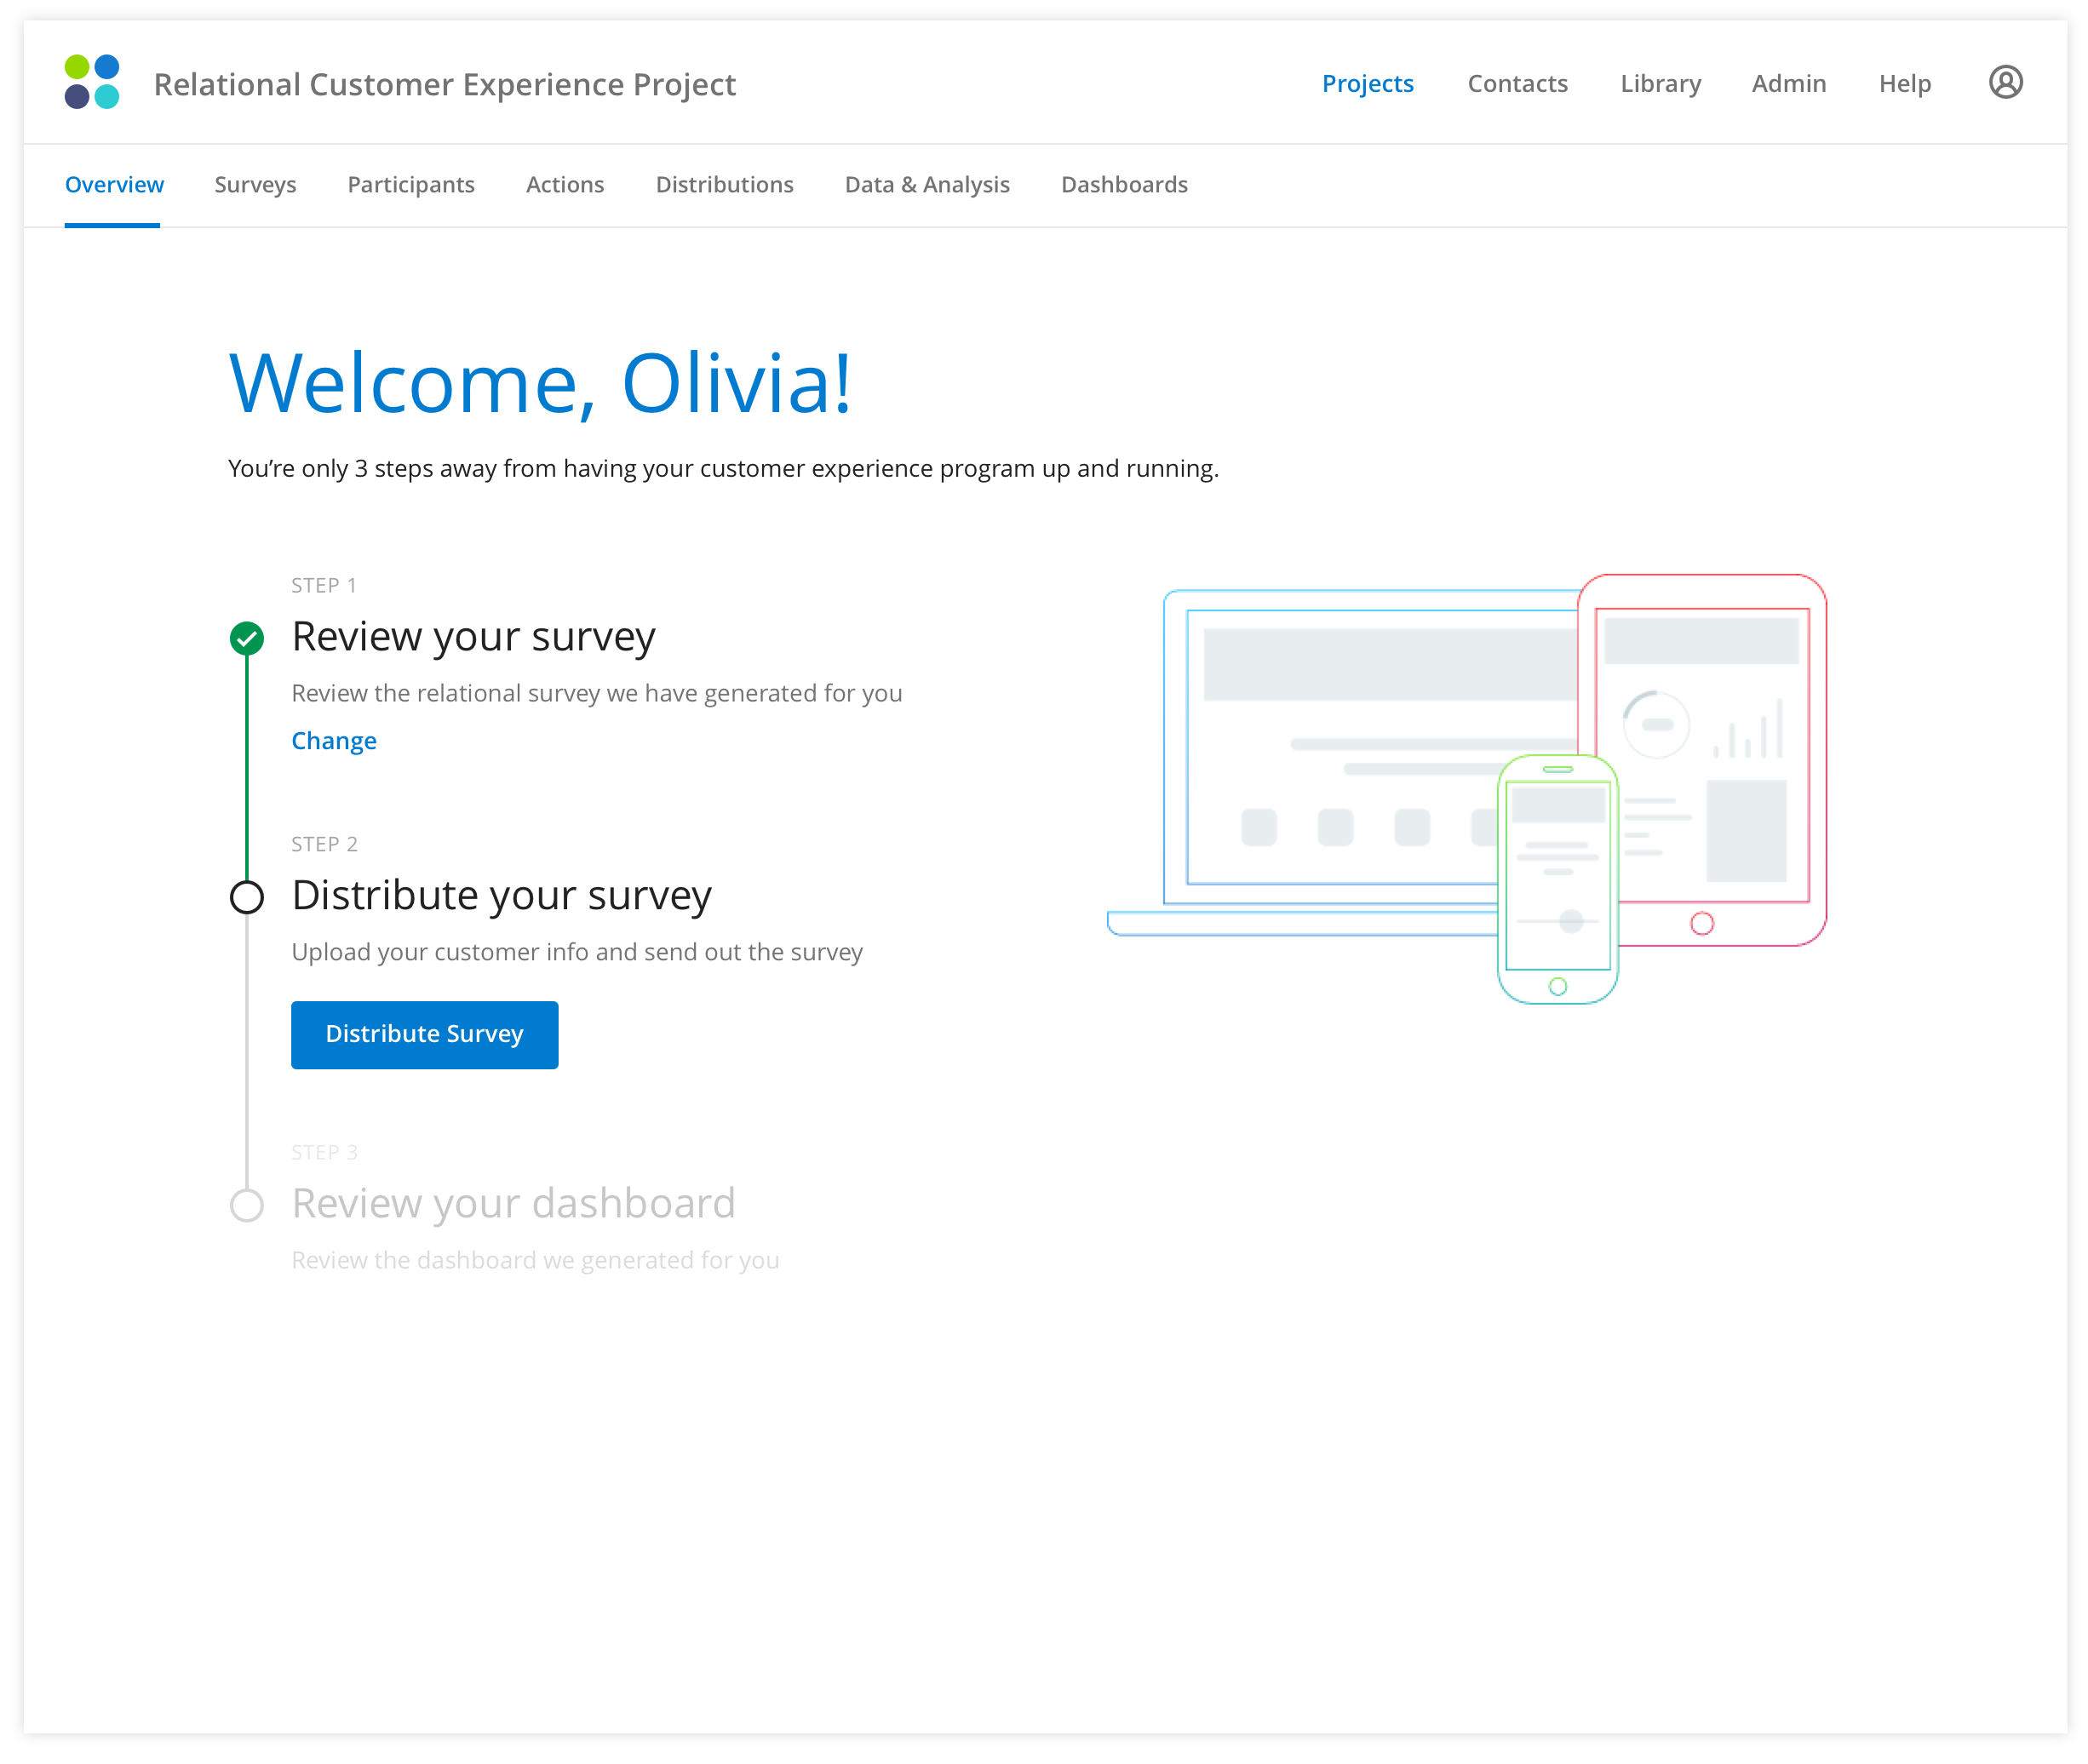 Relational Customer Experience Project
Projects
Contacts
Library
Admin
Help
Overview
Surveys
Participants
Actions
Distributions
Data & Analysis
Dashboards
Welcome, Olivia!
You’re only 3 steps away from having your customer experience program up and running.
STEP 1
Review your survey
Review the relational survey we have generated for you
Change
STEP 2
Distribute your survey
Upload your customer info and send out the survey
Distribute Survey
STEP 3
Review your dashboard
Review the dashboard we generated for you